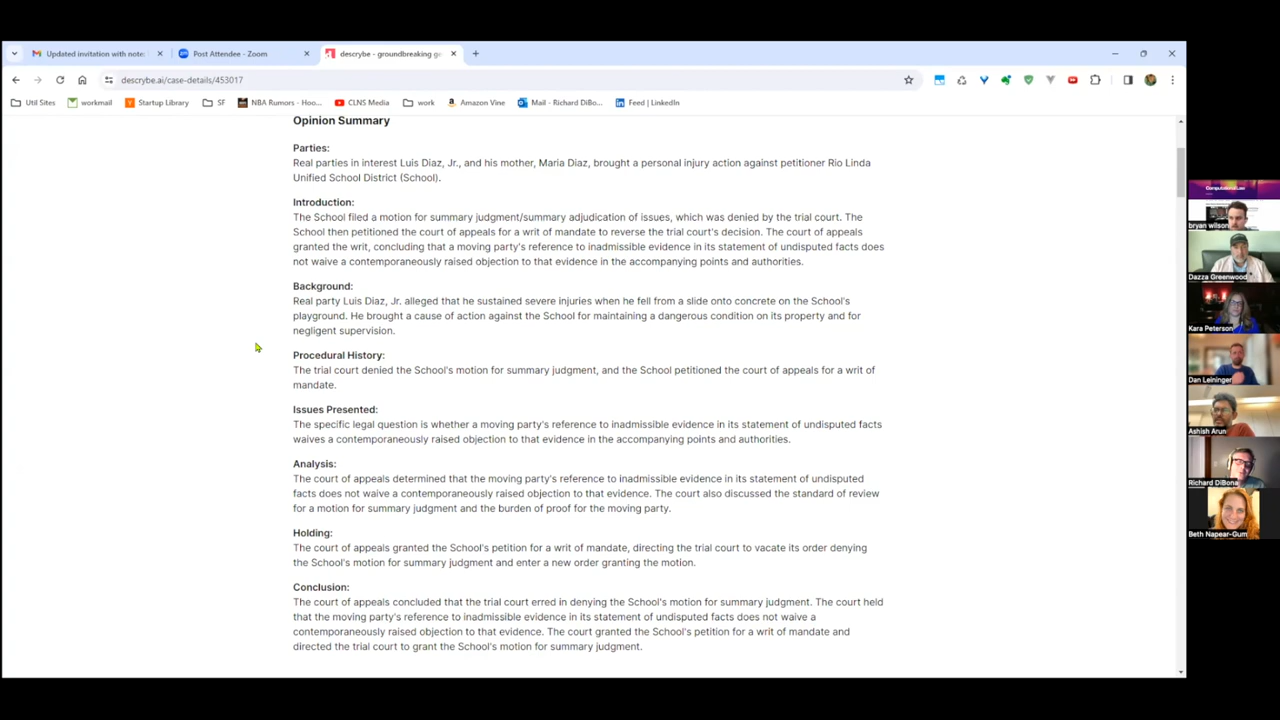 Updated invitation with note:
Post Attendee - Zoom
descrybe - groundbreaking ge
descrybe.ai/case-details/453017
Util Sites
workmail
Startup Library
SF
NBA Rumors - Hoo...
CLNS Media
work
Amazon Vine
Mail - Richard DiBo...
Feed | LinkedIn
Opinion Summary
Parties:
Real parties in interest Luis Diaz, Jr., and his mother, Maria Diaz, brought a personal injury action against petitioner Rio Linda
Unified School District (School).
Introduction:
The School filed a motion for summary judgment/summary adjudication of issues, which was denied by the trial court. The
School then petitioned the court of appeals for a writ of mandate to reverse the trial court's decision. The court of appeals
granted the writ, concluding that a moving party's reference to inadmissible evidence in its statement of undisputed facts does
not waive a contemporaneously raised objection to that evidence in the accompanying points and authorities.
Background:
Real party Luis Diaz, Jr. alleged that he sustained severe injuries when he fell from a slide onto concrete on the School's
playground. He brought a cause of action against the School for maintaining a dangerous condition on its property and for
negligent supervision.
Procedural History:
The trial court denied the School's motion for summary judgment, and the School petitioned the court of appeals for a writ of
mandate.
Issues Presented:
The specific legal question is whether a moving party's reference to inadmissible evidence in its statement of undisputed facts
waives a contemporaneously raised objection to that evidence in the accompanying points and authorities.
Analysis:
The court of appeals determined that the moving party's reference to inadmissible evidence in its statement of undisputed
facts does not waive a contemporaneously raised objection to that evidence. The court also discussed the standard of review
for a motion for summary judgment and the burden of proof for the moving party.
Holding:
The court of appeals granted the School's petition for a writ of mandate, directing the trial court to vacate its order denying
the School's motion for summary judgment and enter a new order granting the motion.
Conclusion:
The court of appeals concluded that the trial court erred in denying the School's motion for summary judgment. The court held
that the moving party's reference to inadmissible evidence in its statement of undisputed facts does not waive a
contemporaneously raised objection to that evidence. The court granted the School's petition for a writ of mandate and
directed the trial court to grant the School's motion for summary judgment.
Computational Law
bryan wilson
Dazza Greenwood
Kara Peterson
Dan Leininger
Ashish Arun
Richard DiBona
Beth Napear-Gum